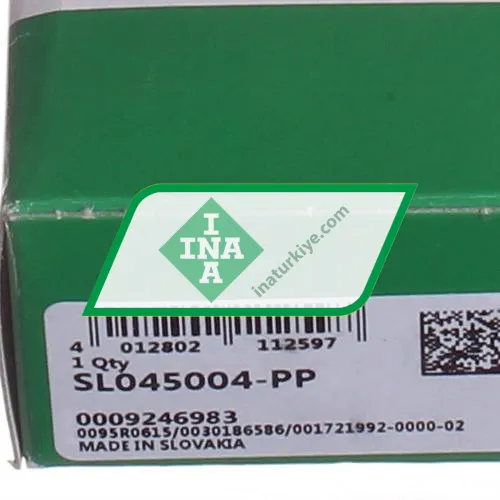 I
INA
A
inaturkiye.com
4 012802 112597
1 Qty
SL045004-PP
0009246983
0095R0615/0030186586/001721992-0000-02
MADE IN SLOVAKIA